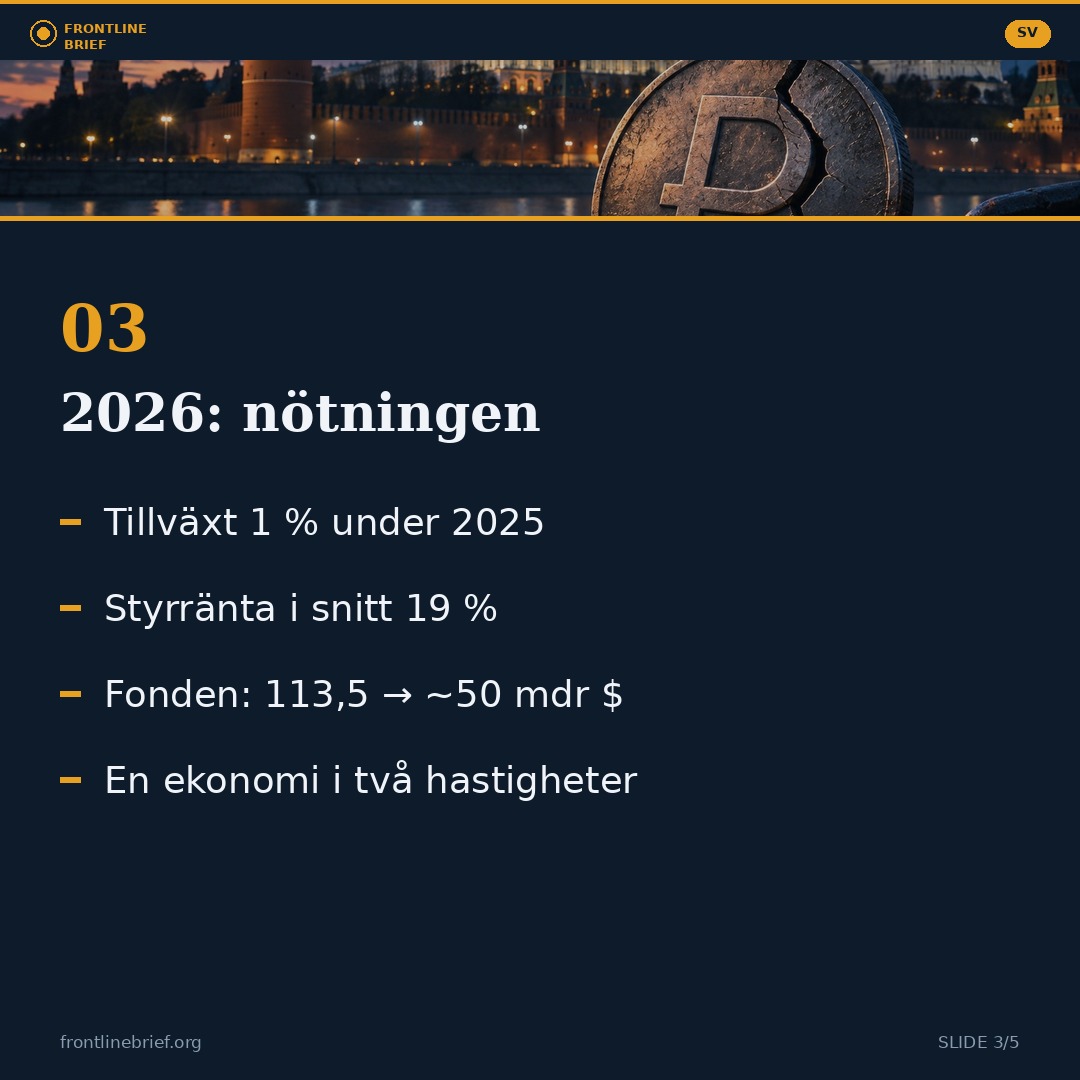 FRONTLINE
BRIEF
SV
03
2026: nötningen
Tillväxt 1 % under 2025
Styrränta i snitt 19 %
Fonden: 113,5 → ~50 mdr $
En ekonomi i två hastigheter
frontlinebrief.org
SLIDE 3/5